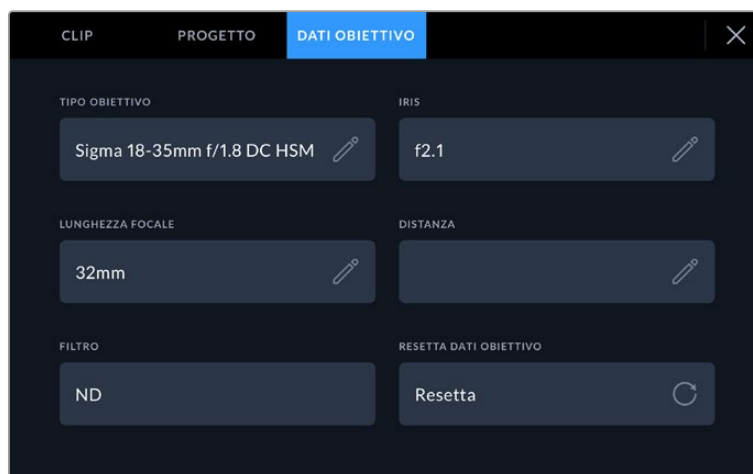 CLIP PROGETTO DATI OBIETTIVO
TIPO OBIETTIVO IRIS
Sigma 18-35mm f/1.8 DC HSM f2.1
LUNGHEZZA FOCALE DISTANZA
32mm
FILTRO RESETTA DATI OBIETTIVO
ND Resetta